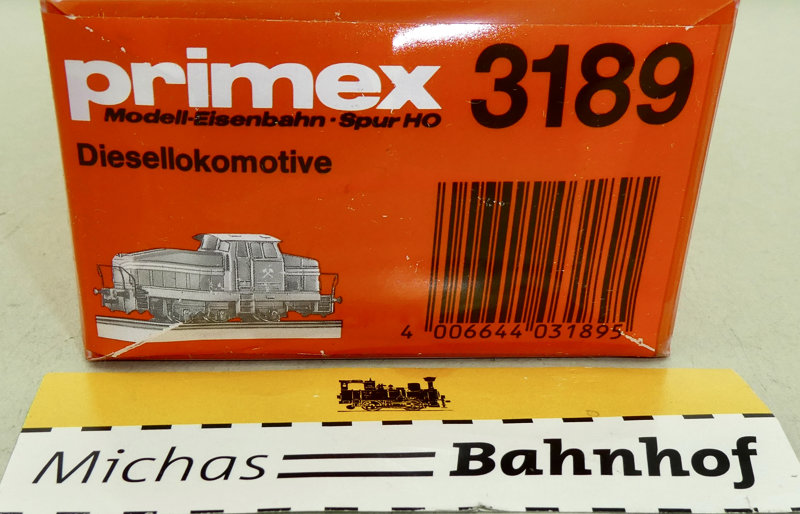 primex 3189
Modell-Eisenbahn · Spur HO
Diesellokomotive
4 006644 031895
Michas Bahnhof